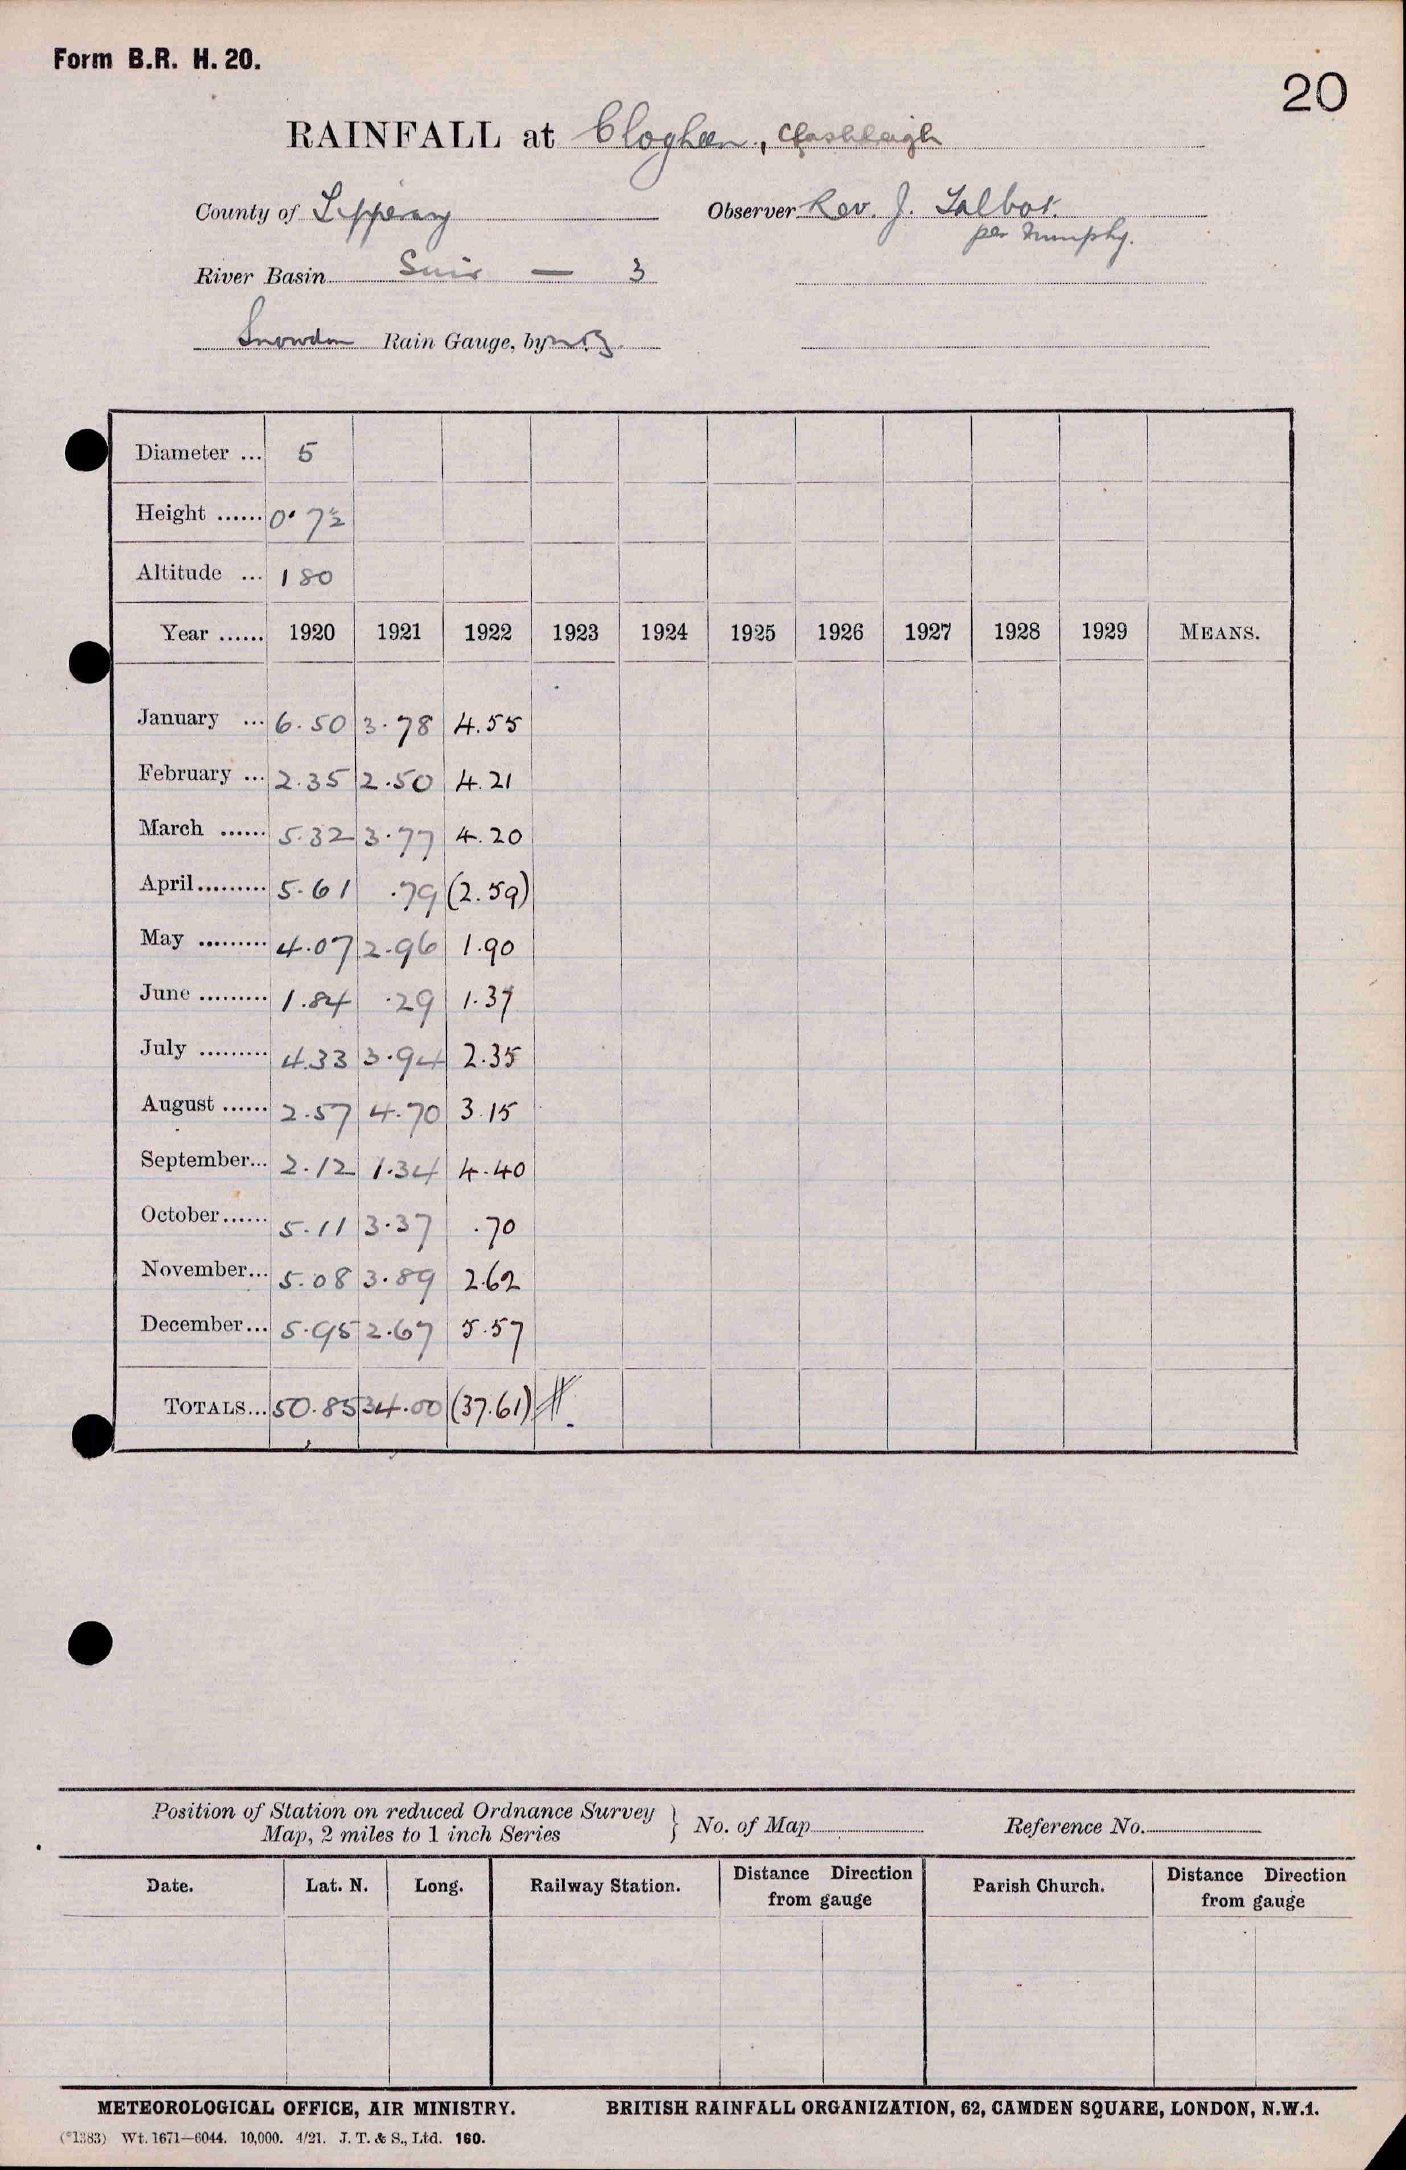 Form B.R. H. 20.
20
RAINFALL at Clogheen, Clashleigh
County of Tipperary Observer Rev. J. Talbot.
per Murphy.
River Basin Suir — 3
Snowdon Rain Gauge, by
Diameter ... 5
Height ...... 0' 7½
Altitude ... 180
Year ...... 1920 1921 1922 1923 1924 1925 1926 1927 1928 1929 MEANS.
January ... 6.50 3.78 4.55
February ... 2.35 2.50 4.21
March ...... 5.32 3.77 4.20
April......... 5.61 .79 (2.59)
May ......... 4.07 2.96 1.90
June ......... 1.84 .29 1.37
July ......... 4.33 3.94 2.35
August ...... 2.57 4.70 3.15
September... 2.12 1.34 4.40
October...... 5.11 3.37 .70
November... 5.08 3.89 2.62
December... 5.95 2.67 5.57
TOTALS... 50.85 34.00 (37.61)
Position of Station on reduced Ordnance Survey
Map, 2 miles to 1 inch Series } No. of Map Reference No.
Date. Lat. N. Long. Railway Station. Distance Direction from gauge Parish Church. Distance Direction from gauge
METEOROLOGICAL OFFICE, AIR MINISTRY. BRITISH RAINFALL ORGANIZATION, 62, CAMDEN SQUARE, LONDON, N.W.1.
(*1383) Wt. 1671—6044. 10,000. 4/21. J. T. & S., Ltd. 160.